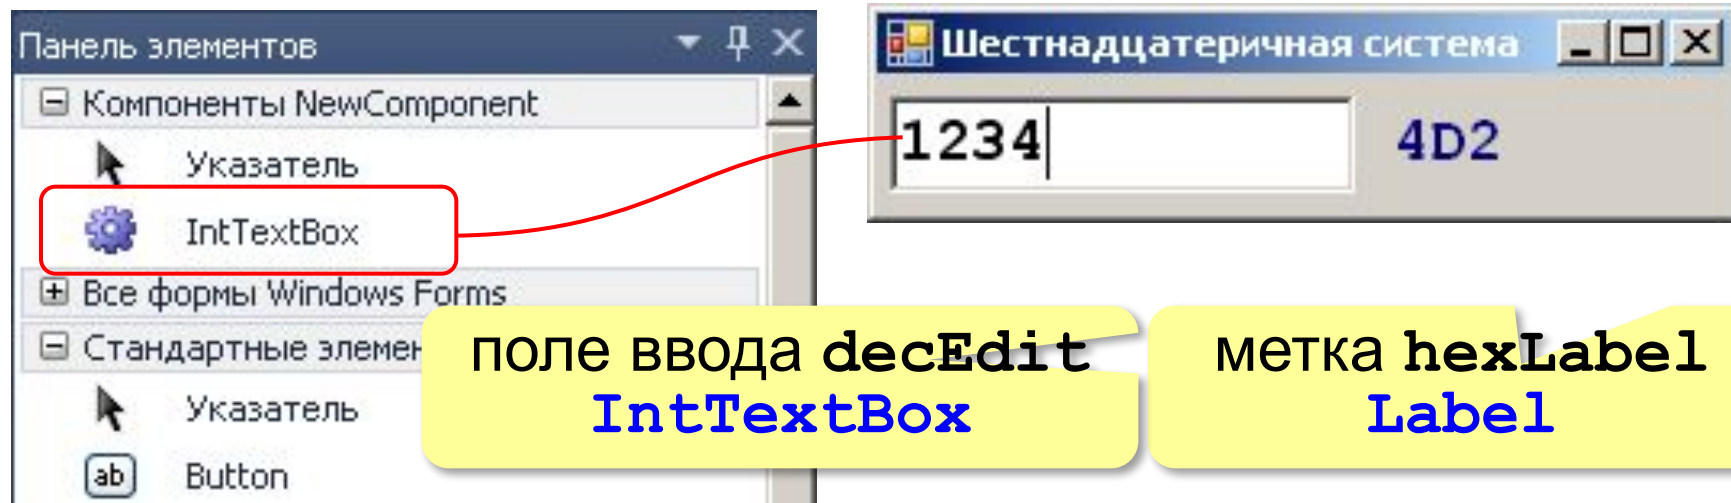 Панель элементов
Компоненты NewComponent
Указатель
IntTextBox
Все формы Windows Forms
Стандартные
Указатель
ab Button
Шестнадцатеричная система
1234 4D2
поле ввода decEdit
IntTextBox
метка hexLabel
Label